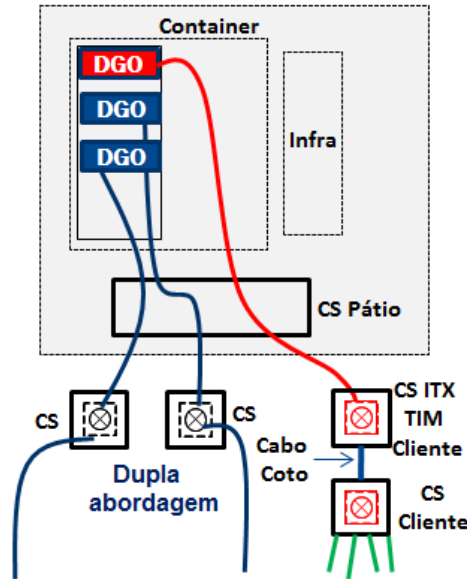 Container
DGO
DGO
DGO
Infra
CS Pátio
CS
CS
CS ITX
TIM
Cliente
Cabo
Coto
Dupla
abordagem
CS
Cliente